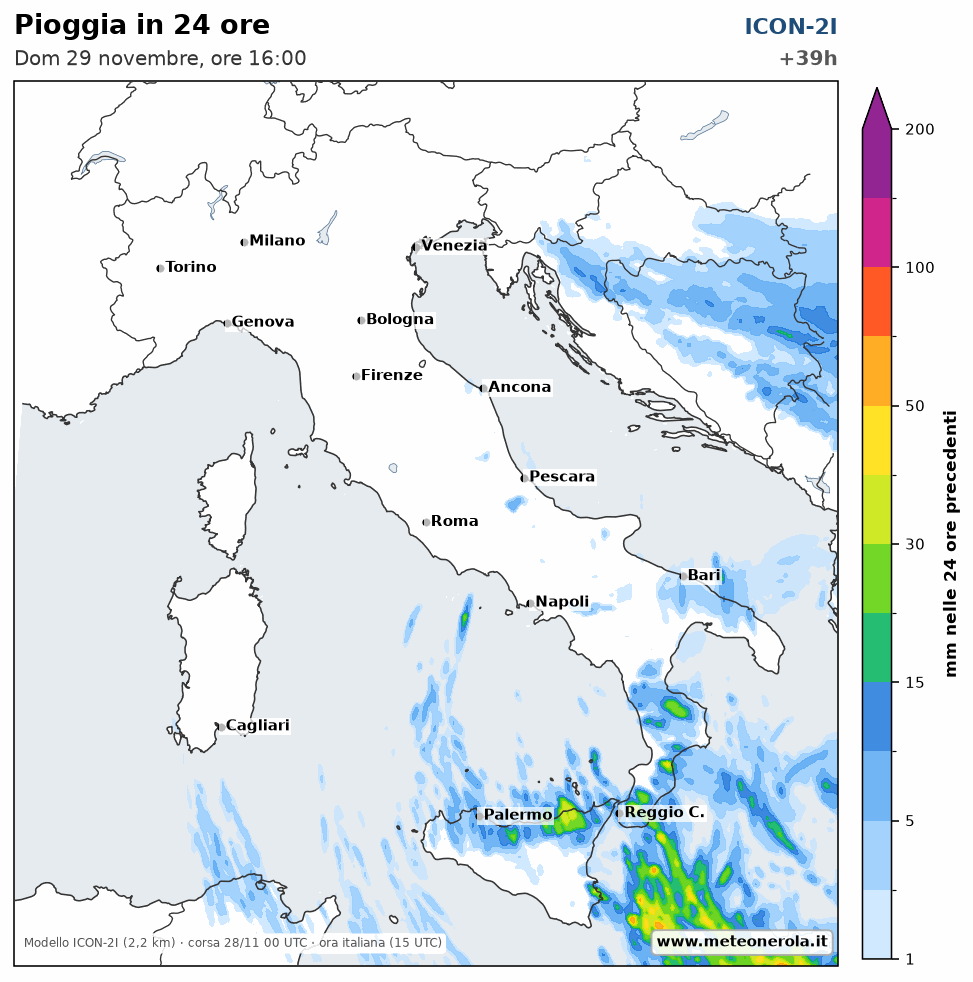 Pioggia in 24 ore
ICON-2I
Dom 29 novembre, ore 16:00
+39h
200
100
50
30
15
5
1
mm nelle 24 ore precedenti
Milano
Venezia
Torino
Genova
Bologna
Firenze
Ancona
Pescara
Roma
Bari
Napoli
Cagliari
Palermo
Reggio C.
Modello ICON-2I (2,2 km) · corsa 28/11 00 UTC · ora italiana (15 UTC)
www.meteonerola.it